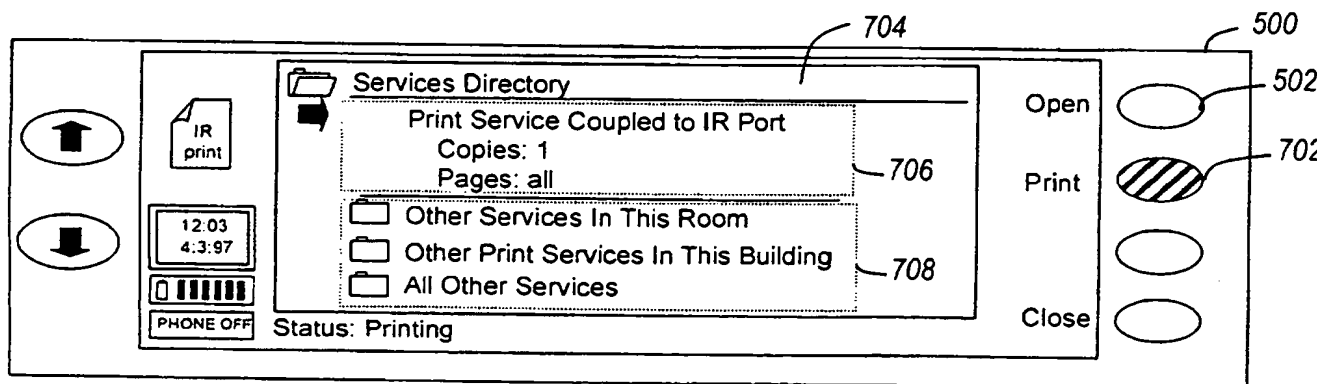 704
500
Services Directory
Open
502
IR
print
Print Service Coupled to IR Port
Copies: 1
Pages: all
706
Print
702
12:03
4:3:97
Other Services In This Room
Other Print Services In This Building
All Other Services
708
PHONE OFF
Status: Printing
Close